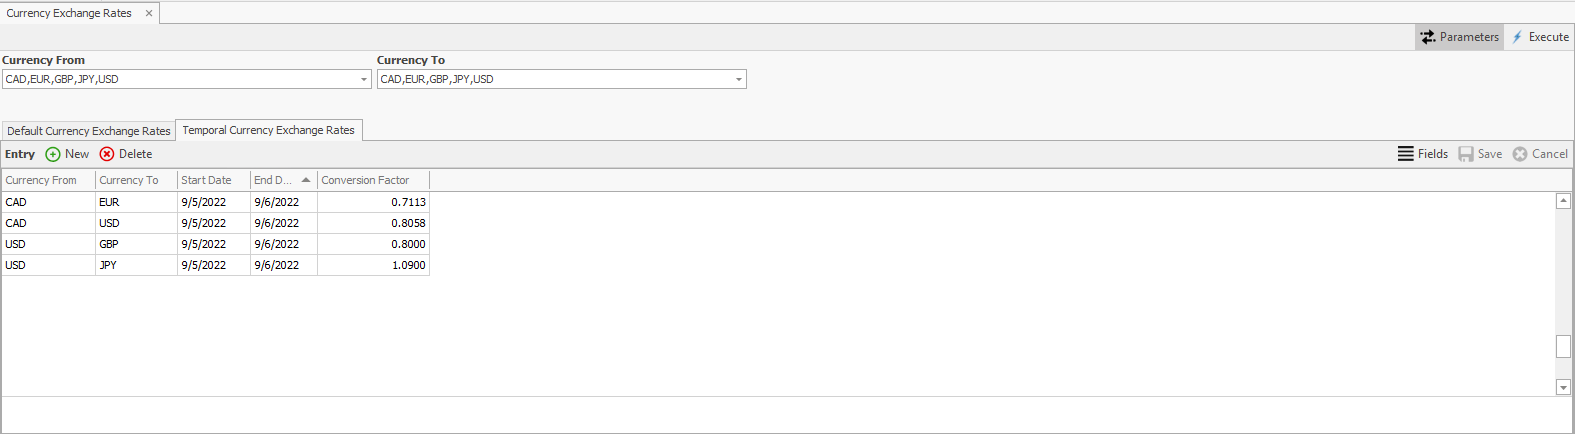 Currency Exchange Rates
Parameters Execute
Currency From Currency To
CAD,EUR,GBP,JPY,USD CAD,EUR,GBP,JPY,USD
Default Currency Exchange Rates Temporal Currency Exchange Rates
Entry New Delete Fields Save Cancel
Currency From Currency To Start Date End D... Conversion Factor
CAD EUR 9/5/2022 9/6/2022 0.7113
CAD USD 9/5/2022 9/6/2022 0.8058
USD GBP 9/5/2022 9/6/2022 0.8000
USD JPY 9/5/2022 9/6/2022 1.0900